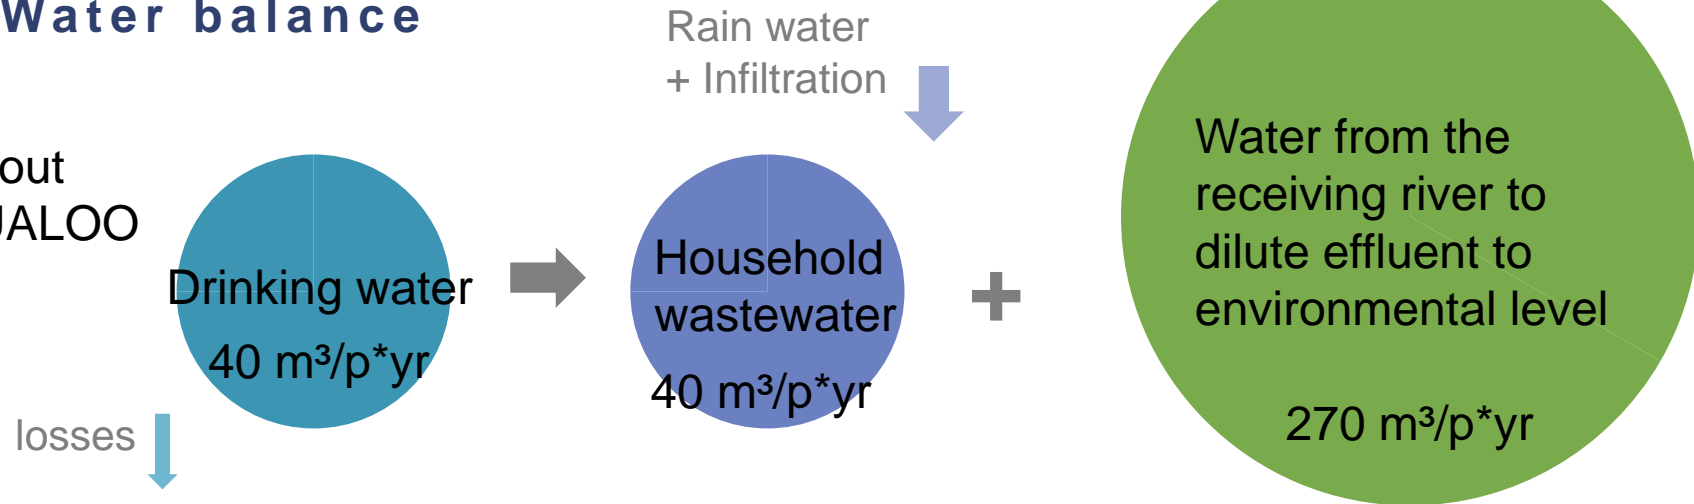 Water balance
Rain water
+ Infiltration
out
UALOO
Drinking water
40 m³/p*yr
losses
Household
wastewater
40 m³/p*yr
+
Water from the
receiving river to
dilute effluent to
environmental level
270 m³/p*yr